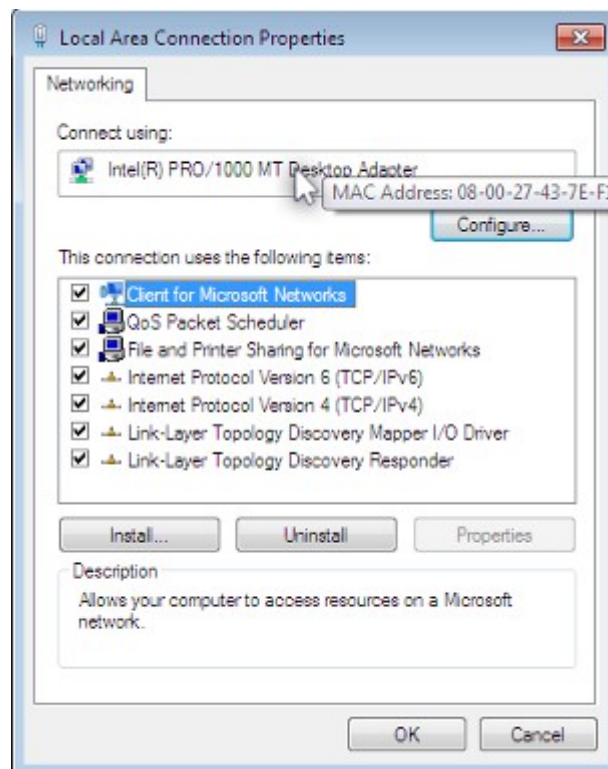 Local Area Connection Properties
Networking
Connect using:
Intel(R) PRO/1000 MT Desktop Adapter
MAC Address: 08-00-27-43-7E-F
Configure...
This connection uses the following items:
Client for Microsoft Networks
QoS Packet Scheduler
File and Printer Sharing for Microsoft Networks
Internet Protocol Version 6 (TCP/IPv6)
Internet Protocol Version 4 (TCP/IPv4)
Link-Layer Topology Discovery Mapper I/O Driver
Link-Layer Topology Discovery Responder
Install...
Uninstall
Properties
Description
Allows your computer to access resources on a Microsoft
network.
OK
Cancel